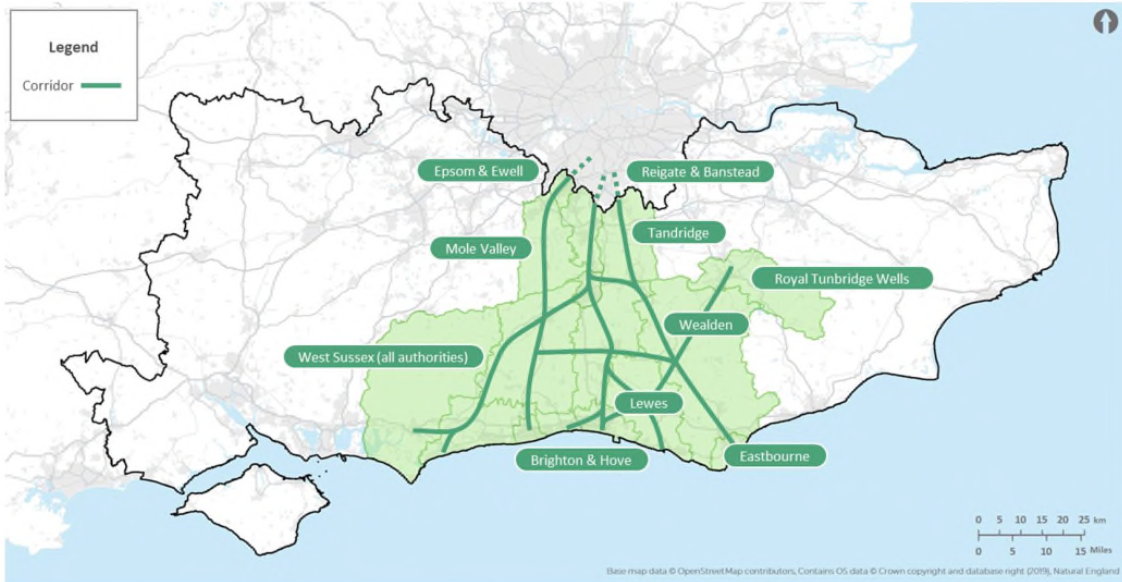 Legend
Corridor
Epsom & Ewell
Reigate & Banstead
Mole Valley
Tandridge
Royal Tunbridge Wells
Wealden
West Sussex (all authorities)
Lewes
Brighton & Hove
Eastbourne
0 5 10 15 20 25 km
0 5 10 15 Miles
Base map data © OpenStreetMap contributors, Contains OS data © Crown copyright and database right (2019), Natural England